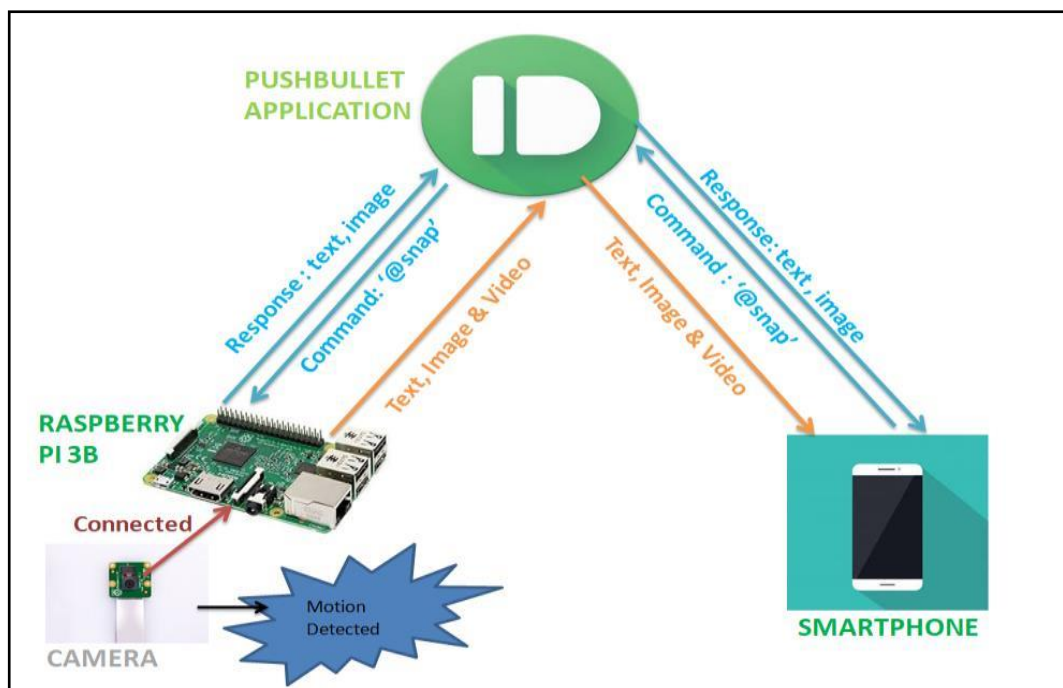 PUSHBULLET
APPLICATION
Response : text, image
Command: '@snap'
Text, Image & Video
Text, Image & Video
Command : '@snap'
Response: text, image
RASPBERRY
PI 3B
Connected
Motion
Detected
CAMERA
SMARTPHONE